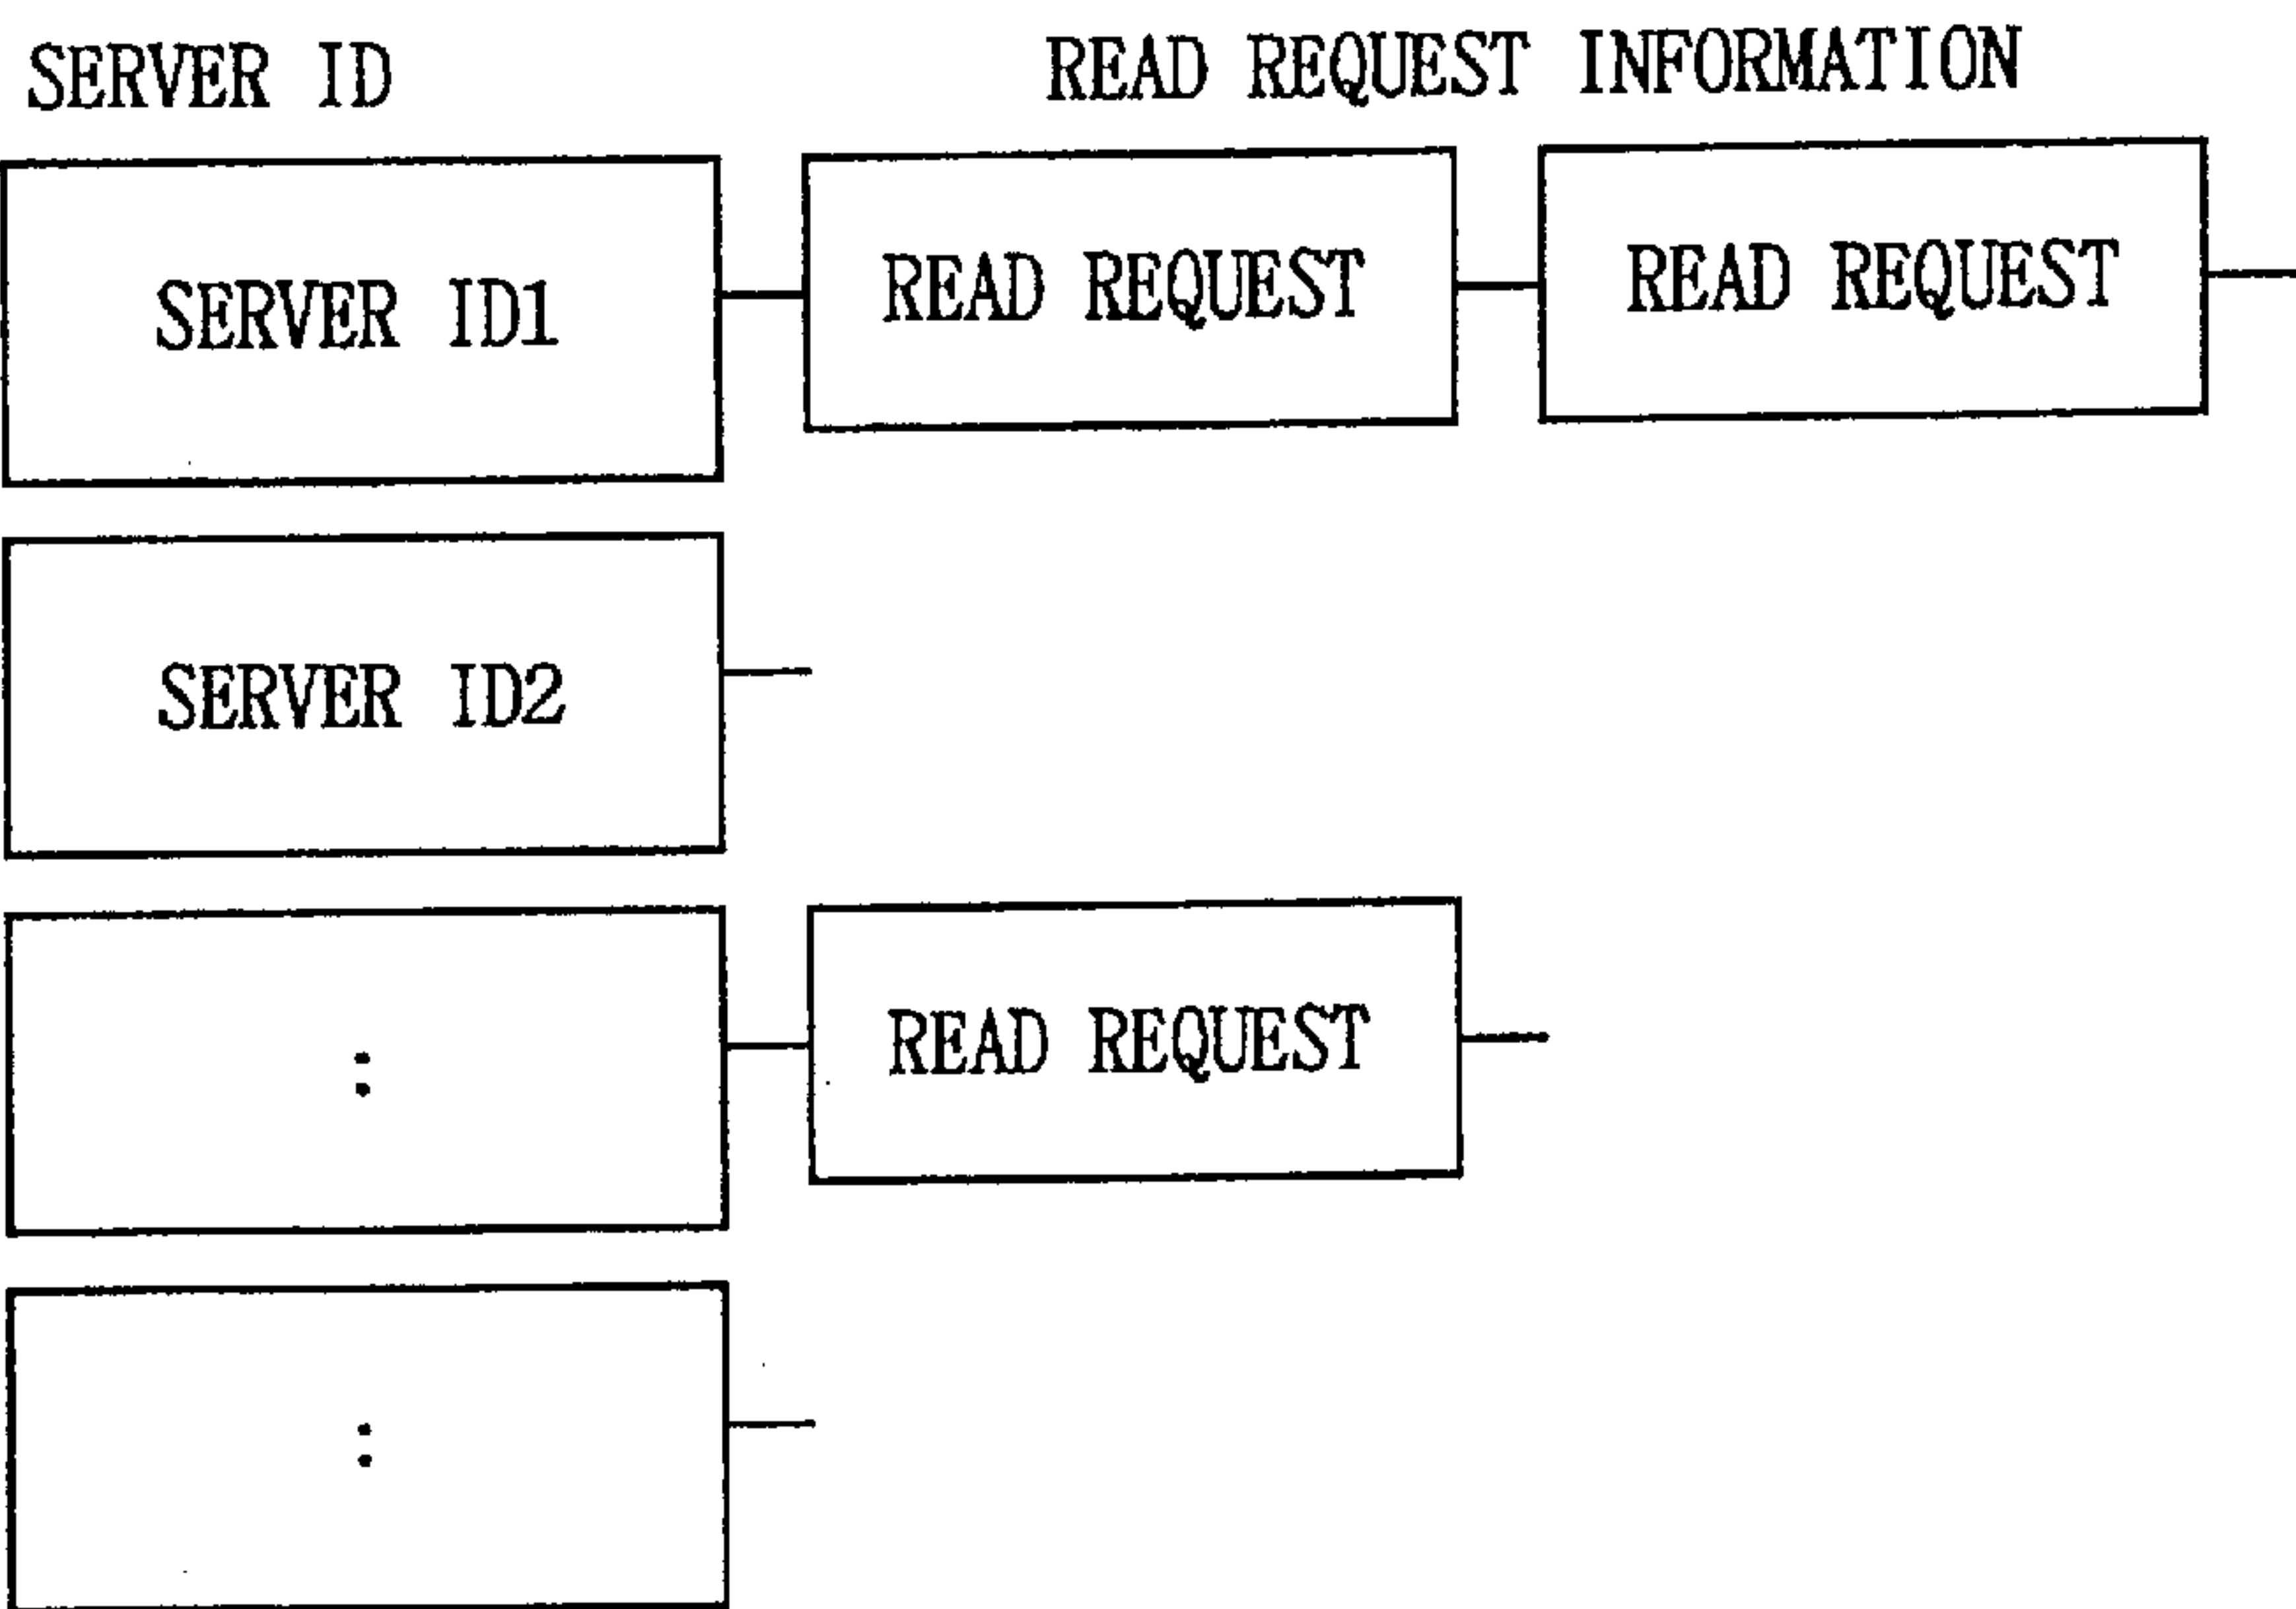 SERVER ID
READ REQUEST INFORMATION
SERVER ID1
READ REQUEST
READ REQUEST
SERVER ID2
:
READ REQUEST
: